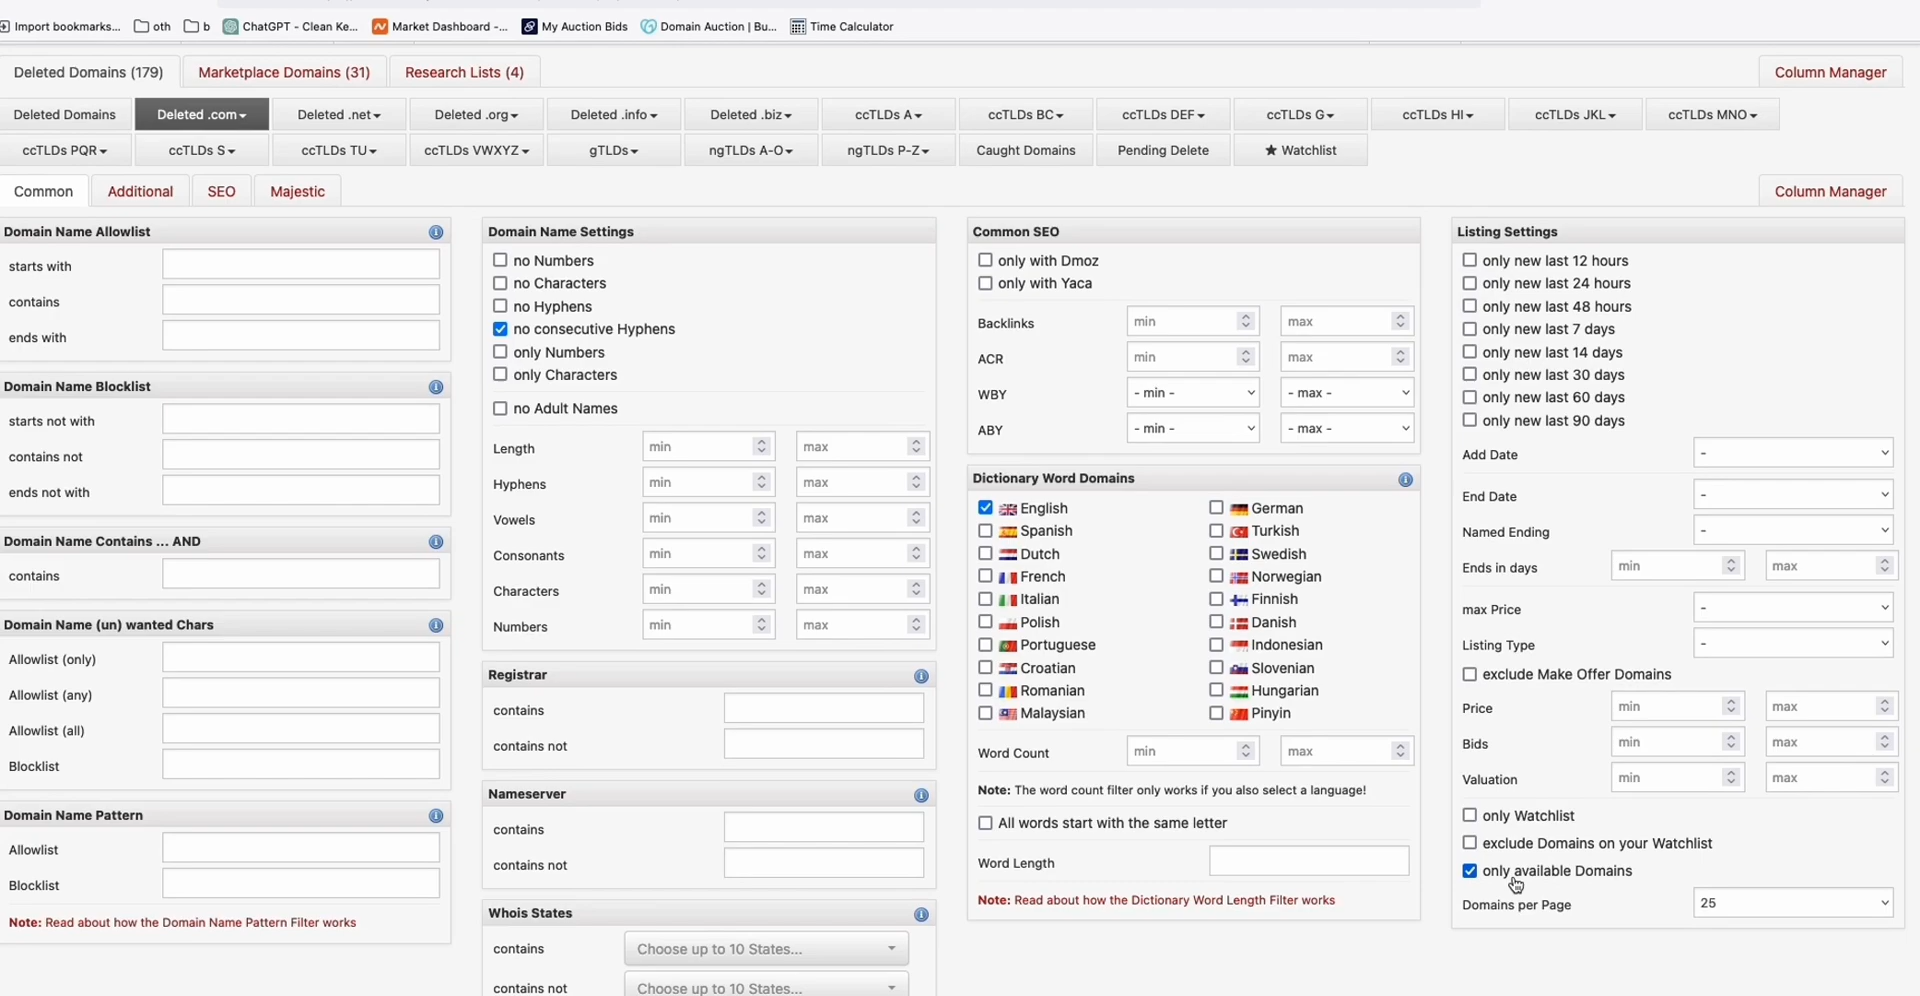 Import bookmarks... oth b ChatGPT - Clean Ke... Market Dashboard -... My Auction Bids Domain Auction | Bu... Time Calculator
Deleted Domains (179) Marketplace Domains (31) Research Lists (4) Column Manager
Deleted Domains Deleted .com Deleted .net Deleted .org Deleted .info Deleted .biz ccTLDs A ccTLDs BC ccTLDs DEF ccTLDs G ccTLDs HI ccTLDs JKL ccTLDs MNO
ccTLDs PQR ccTLDs S ccTLDs TU ccTLDs VWXYZ gTLDs ngTLDs A-O ngTLDs P-Z Caught Domains Pending Delete ★ Watchlist
Common Additional SEO Majestic Column Manager
Domain Name Allowlist
starts with
contains
ends with
Domain Name Blocklist
starts not with
contains not
ends not with
Domain Name Contains ... AND
contains
Domain Name (un) wanted Chars
Allowlist (only)
Allowlist (any)
Allowlist (all)
Blocklist
Domain Name Pattern
Allowlist
Blocklist
Note: Read about how the Domain Name Pattern Filter works
Domain Name Settings
no Numbers
no Characters
no Hyphens
no consecutive Hyphens
only Numbers
only Characters
no Adult Names
Length min max
Hyphens min max
Vowels min max
Consonants min max
Characters min max
Numbers min max
Registrar
contains
contains not
Nameserver
contains
contains not
Whois States
contains Choose up to 10 States...
contains not Choose up to 10 States...
Common SEO
only with Dmoz
only with Yaca
Backlinks min max
ACR min max
WBY - min - - max -
ABY - min - - max -
Dictionary Word Domains
English German
Spanish Turkish
Dutch Swedish
French Norwegian
Italian Finnish
Polish Danish
Portuguese Indonesian
Croatian Slovenian
Romanian Hungarian
Malaysian Pinyin
Word Count min max
Note: The word count filter only works if you also select a language!
All words start with the same letter
Word Length
Note: Read about how the Dictionary Word Length Filter works
Listing Settings
only new last 12 hours
only new last 24 hours
only new last 48 hours
only new last 7 days
only new last 14 days
only new last 30 days
only new last 60 days
only new last 90 days
Add Date -
End Date -
Named Ending -
Ends in days min max
max Price -
Listing Type -
exclude Make Offer Domains
Price min max
Bids min max
Valuation min max
only Watchlist
exclude Domains on your Watchlist
only available Domains
Domains per Page 25